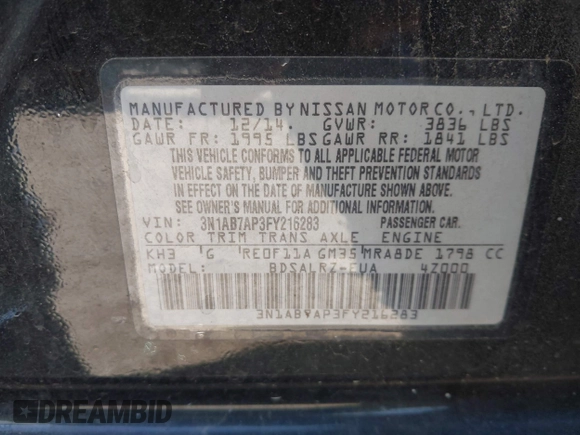 MANUFACTURED BY NISSAN MOTOR CO., LTD.
DATE: 12/14. GVWR: 3836 LBS
GAWR FR: 1995 LBS GAWR RR: 1841 LBS
THIS VEHICLE CONFORMS TO ALL APPLICABLE FEDERAL MOTOR
VEHICLE SAFETY, BUMPER AND THEFT PREVENTION STANDARDS
IN EFFECT ON THE DATE OF MANUFACTURE SHOWN ABOVE.
SEE OWNER'S MANUAL FOR ADDITIONAL INFORMATION.
VIN: 3N1AB7AP3FY216283 PASSENGER CAR.
COLOR TRIM TRANS AXLE ENGINE
KH3 G RE0F11A GM35 MRA8DE 1798 CC
BDSALRZ-EUA 4Z000
3N1AB7AP3FY216283
DREAMBID